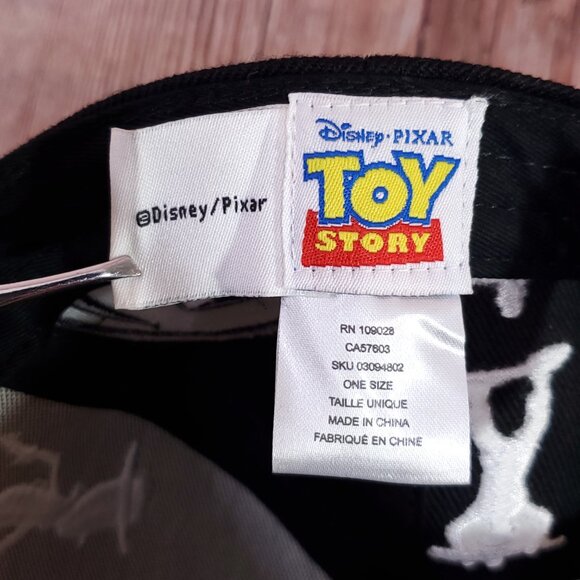 ©Disney/Pixar
Disney·PIXAR
TOY
STORY
RN 109028
CA57603
SKU 03094802
ONE SIZE
TAILLE UNIQUE
MADE IN CHINA
FABRIQUÉ EN CHINE